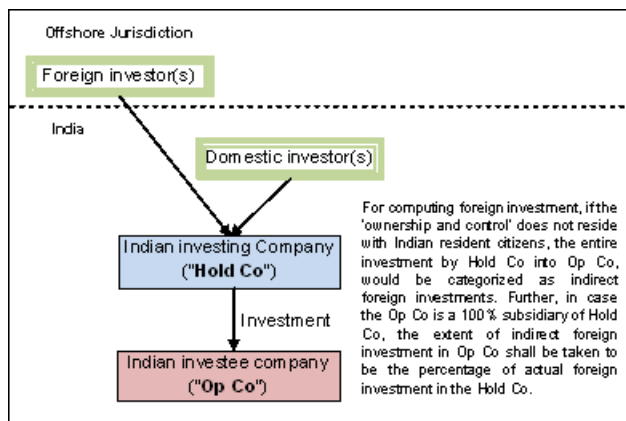 Offshore Jurisdiction
Foreign investor(s)
India
Domestic investor(s)
Indian investing Company
("Hold Co")
Investment
Indian investee company
("Op Co")
For computing foreign investment, if the
'ownership and control' does not reside
with Indian resident citizens, the entire
investment by Hold Co into Op Co,
would be categorized as indirect
foreign investments. Further, in case
the Op Co is a 100% subsidiary of Hold
Co, the extent of indirect foreign
investment in Op Co shall be taken to
be the percentage of actual foreign
investment in the Hold Co.